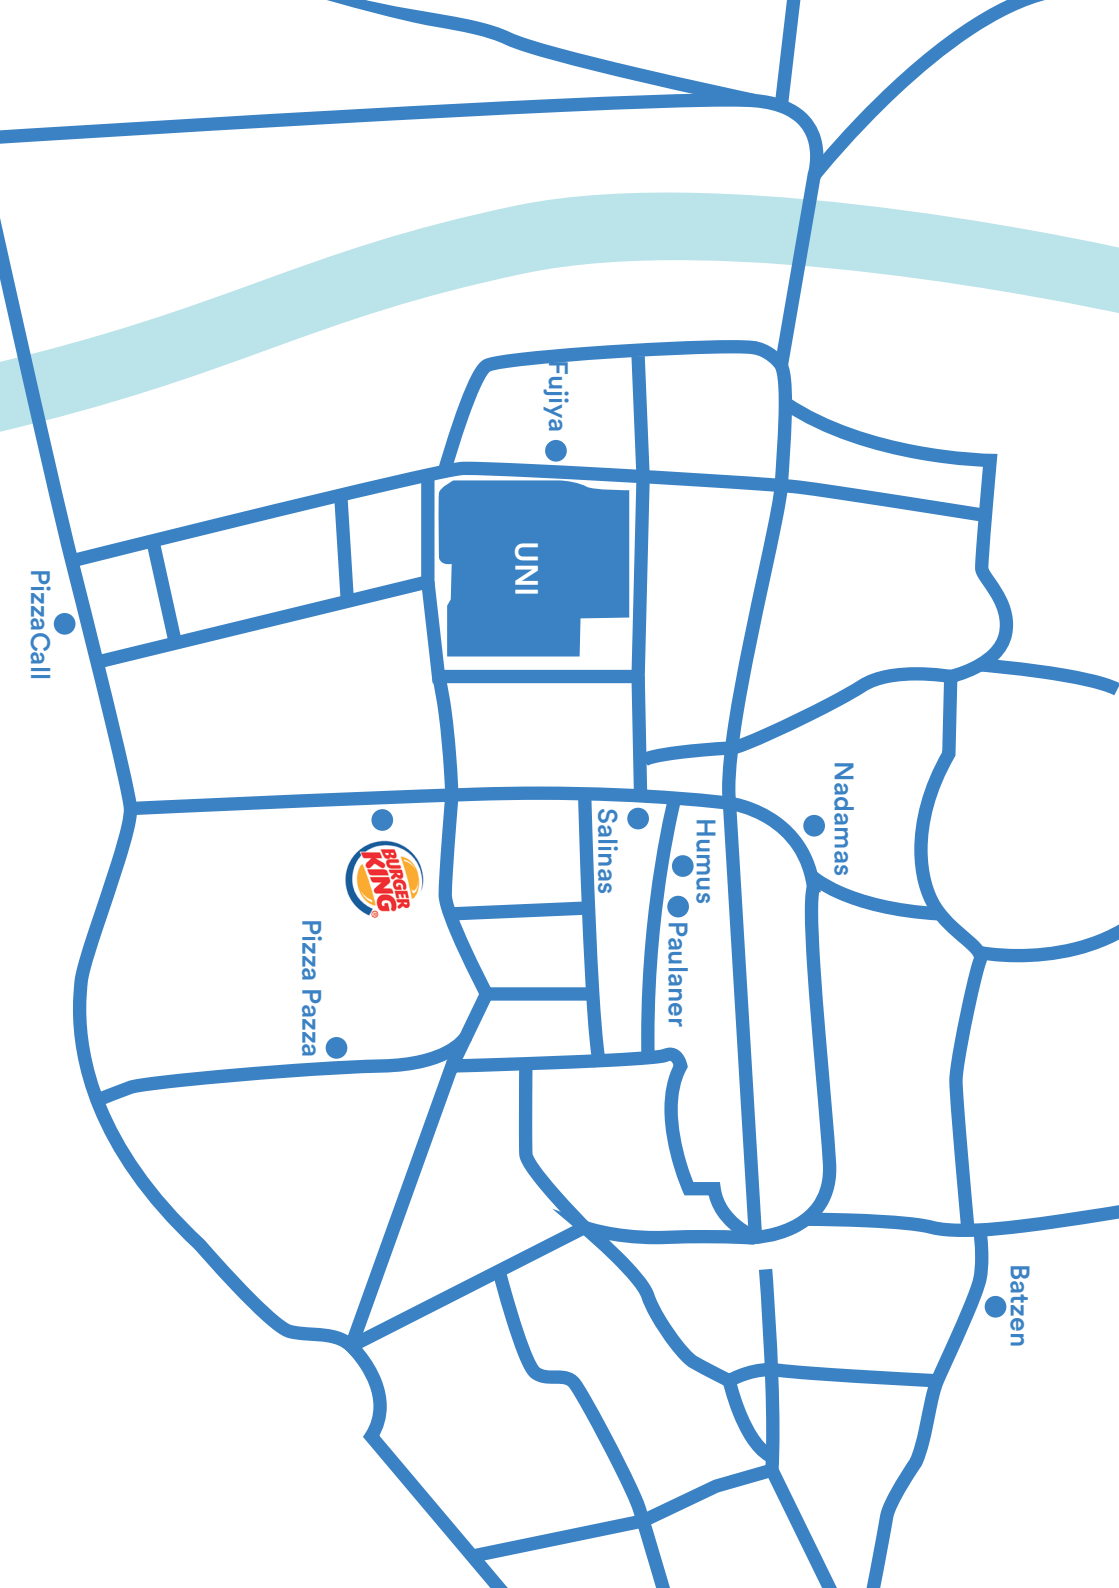 Batzen
Nadamas
Humus
Paulaner
Salinas
Fujiya
UNI
BURGER
KING®
Pizza Pazza
PizzaCall